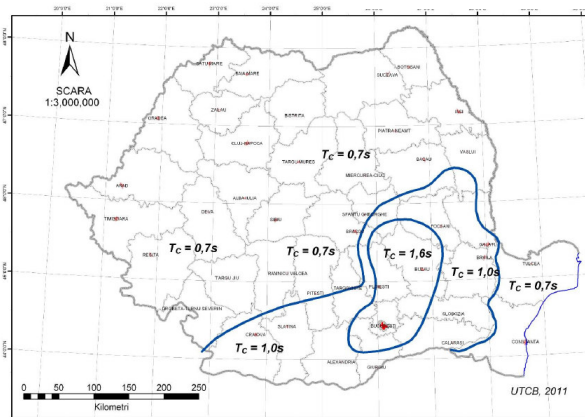 N
SCARA
1:3,000,000
SATU MARE
BAIA MARE
BOTOSANI
SUCEAVA
ZALAU
ORADEA
BISTRITA
IASI
CLUJ-NAPOCA
PIATRA NEAMT
TARGU MURES
T_C = 0,7s
BACAU
VASLUI
MIERCUREA-CIUC
ARAD
ALBA IULIA
DEVA
SFANTU GHEORGHE
TIMISOARA
SIBIU
BRASOV
FOCSANI
GALATI
T_C = 0,7s
T_C = 0,7s
T_C = 1,6s
RESITA
BRAILA
TULCEA
BUZAU
T_C = 1,0s
RAMNICU VALCEA
TARGU JIU
T_C = 0,7s
TARGOVISTE
PLOIESTI
PITESTI
DROBETA-TURNU SEVERIN
SLOBOZIA
BUCURESTI
SLATINA
CRAIOVA
CALARASI
CONSTANTA
T_C = 1,0s
ALEXANDRIA
GIURGIU
0 50 100 150 200 250
Kilometri
UTCB, 2011